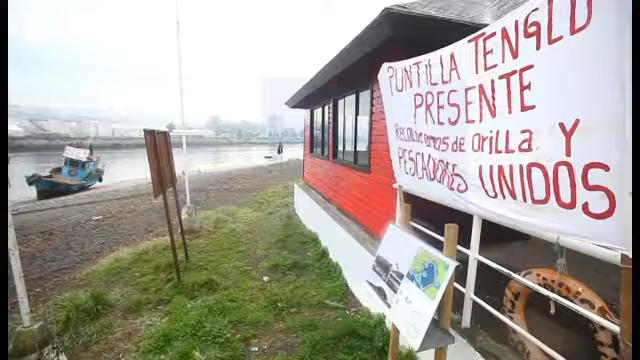 PUNTILLA TENGLO
PRESENTE
Recolectores de orilla Y
PESCADORES UNIDOS